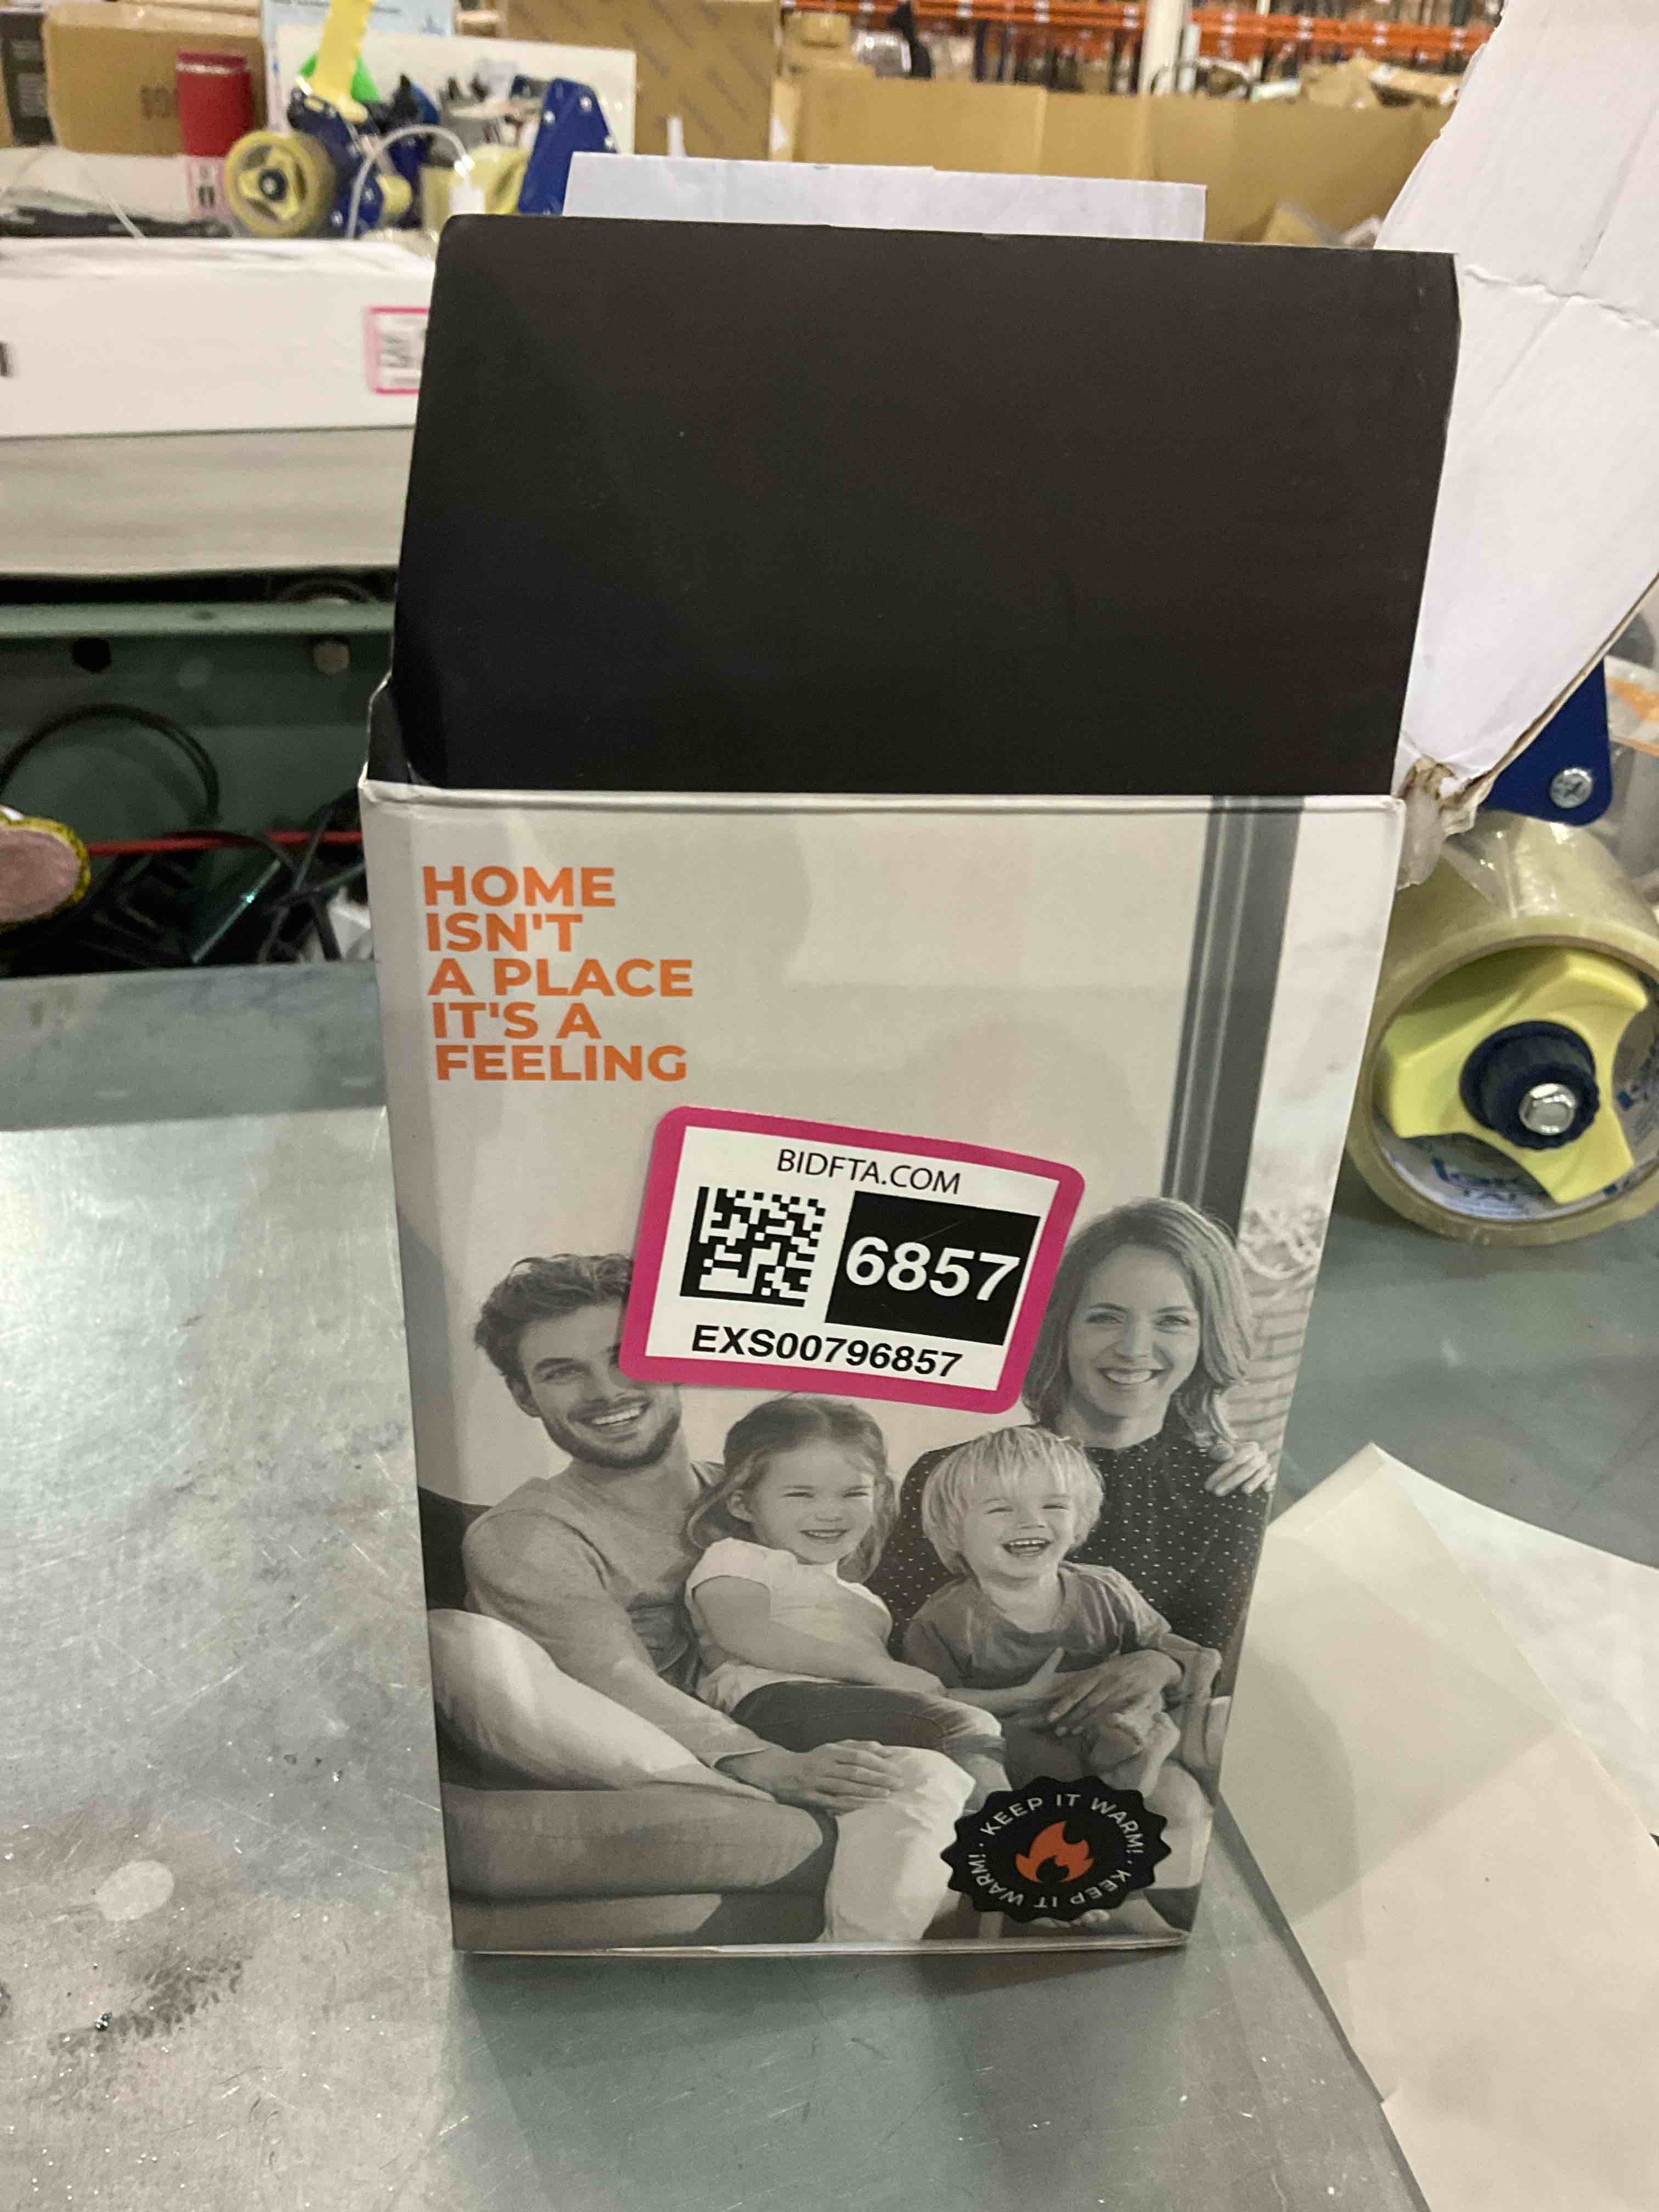 HOME
ISN'T
A PLACE
IT'S A
FEELING
BIDFTA.COM
6857
EXS00796857
KEEP IT WARM! · KEEP IT WARM! ·